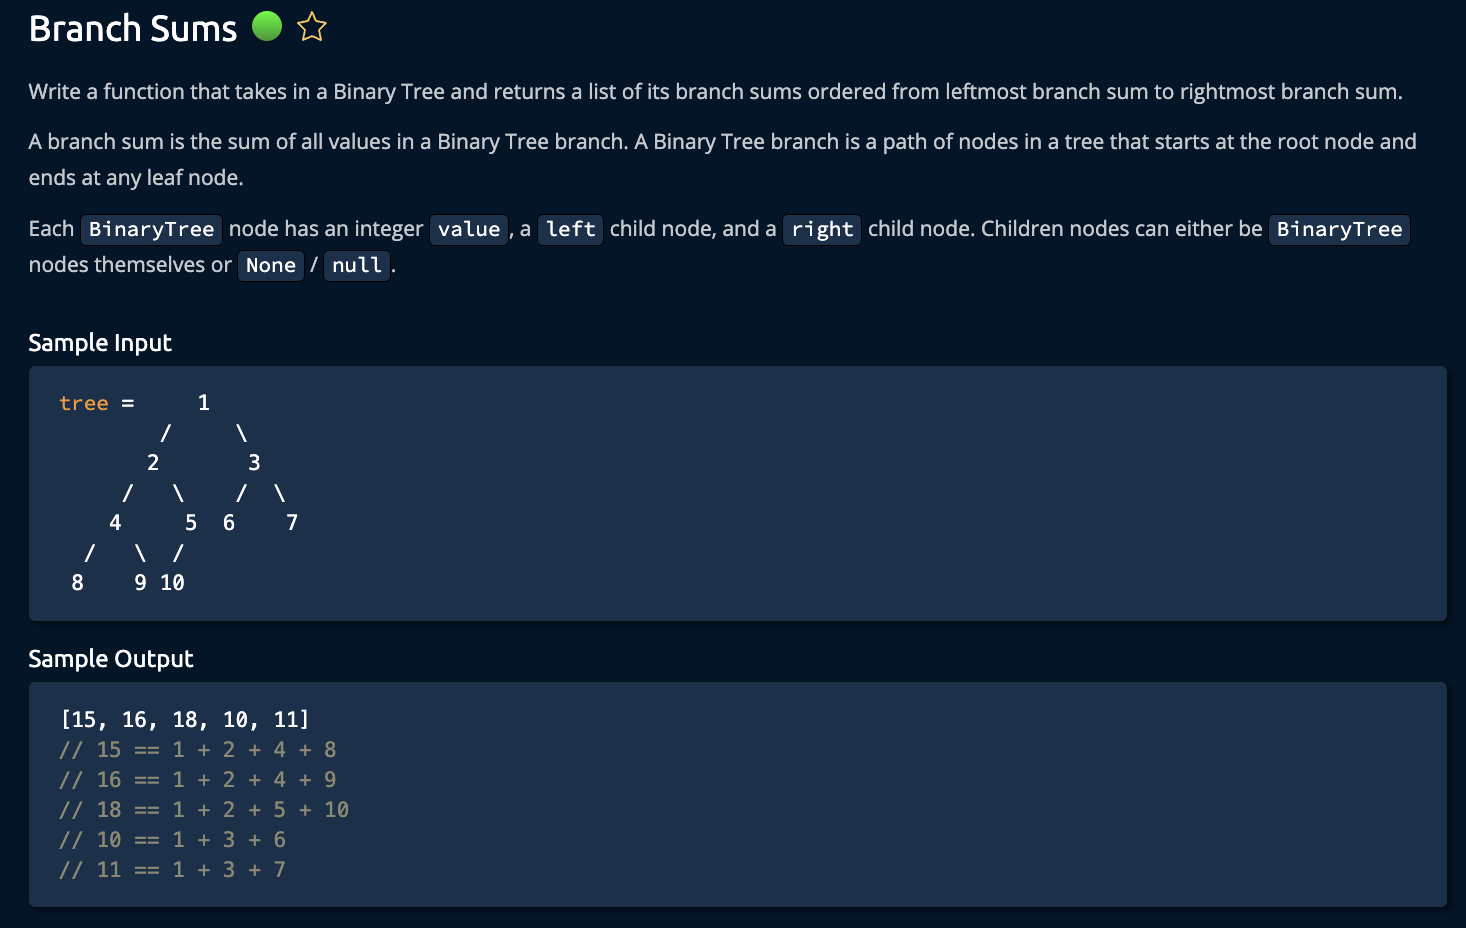 Branch Sums
Write a function that takes in a Binary Tree and returns a list of its branch sums ordered from leftmost branch sum to rightmost branch sum.
A branch sum is the sum of all values in a Binary Tree branch. A Binary Tree branch is a path of nodes in a tree that starts at the root node and
ends at any leaf node.
Each BinaryTree node has an integer value, a left child node, and a right child node. Children nodes can either be BinaryTree
nodes themselves or None / null.
Sample Input
tree =     1
        /     \
       2       3
     /   \    /  \
    4     5  6    7
  /   \  /
 8    9 10
Sample Output
[15, 16, 18, 10, 11]
// 15 == 1 + 2 + 4 + 8
// 16 == 1 + 2 + 4 + 9
// 18 == 1 + 2 + 5 + 10
// 10 == 1 + 3 + 6
// 11 == 1 + 3 + 7